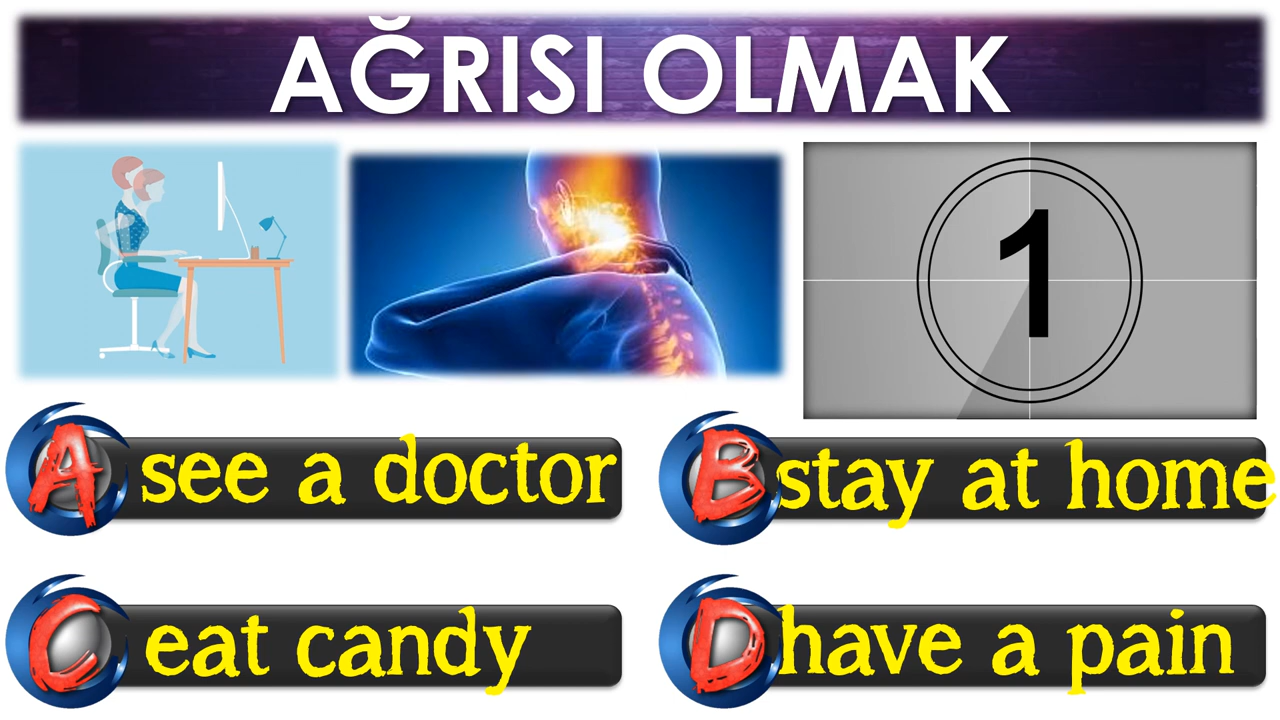 AĞRISI OLMAK
1
A see a doctor
B stay at home
C eat candy
D have a pain